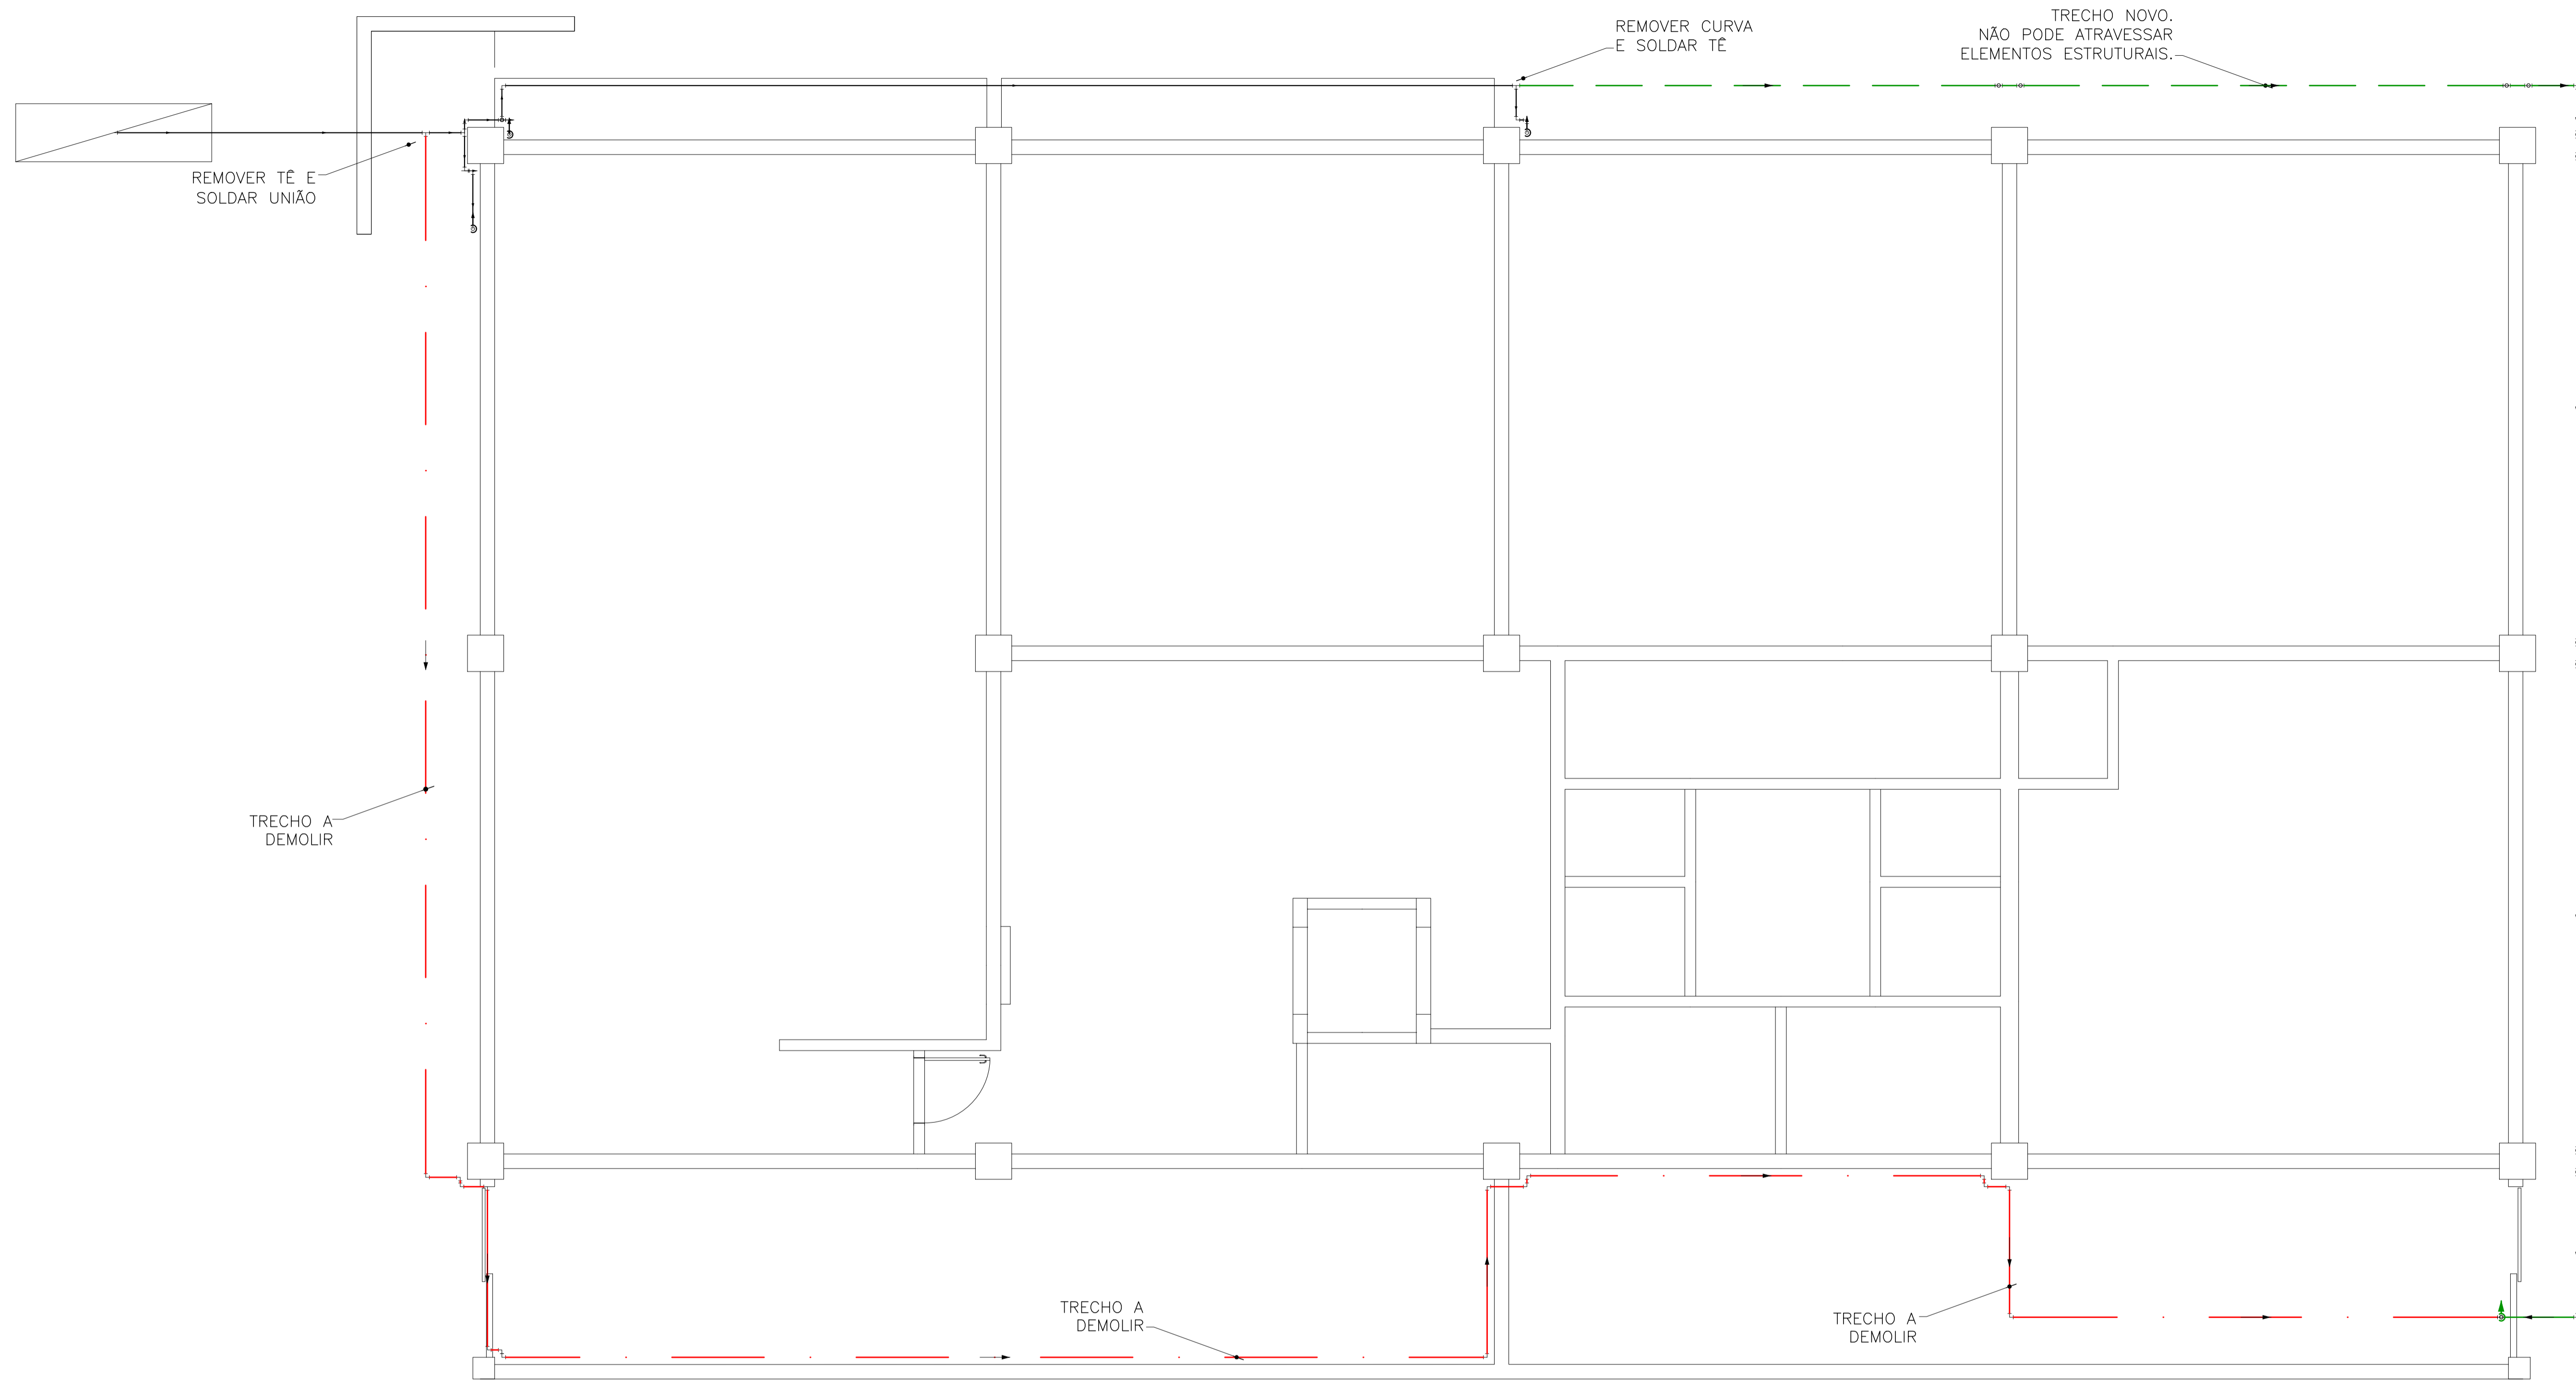 REMOVER CURVA
E SOLDAR TÊ
TRECHO NOVO.
NÃO PODE ATRAVESSAR
ELEMENTOS ESTRUTURAIS.
REMOVER TÊ E
SOLDAR UNIÃO
TRECHO A
DEMOLIR
TRECHO A
DEMOLIR
TRECHO A
DEMOLIR